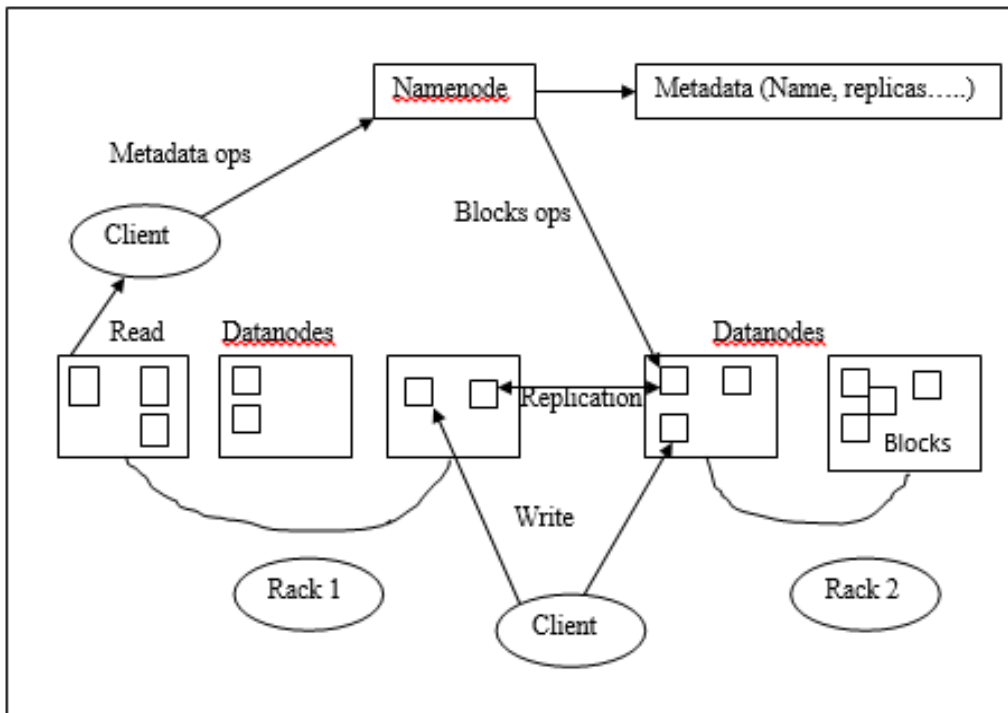 Namenode
Metadata (Name, replicas…..)
Metadata ops
Blocks ops
Client
Read
Datanodes
Datanodes
Replication
Blocks
Write
Rack 1
Client
Rack 2